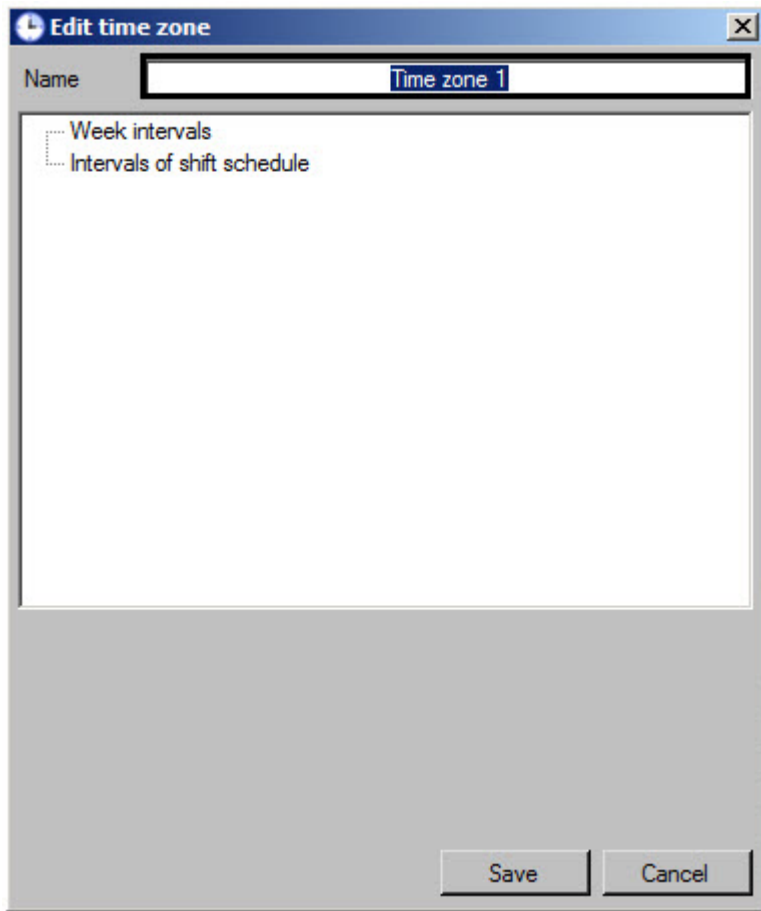 Edit time zone
Name Time zone 1
Week intervals
Intervals of shift schedule
Save Cancel